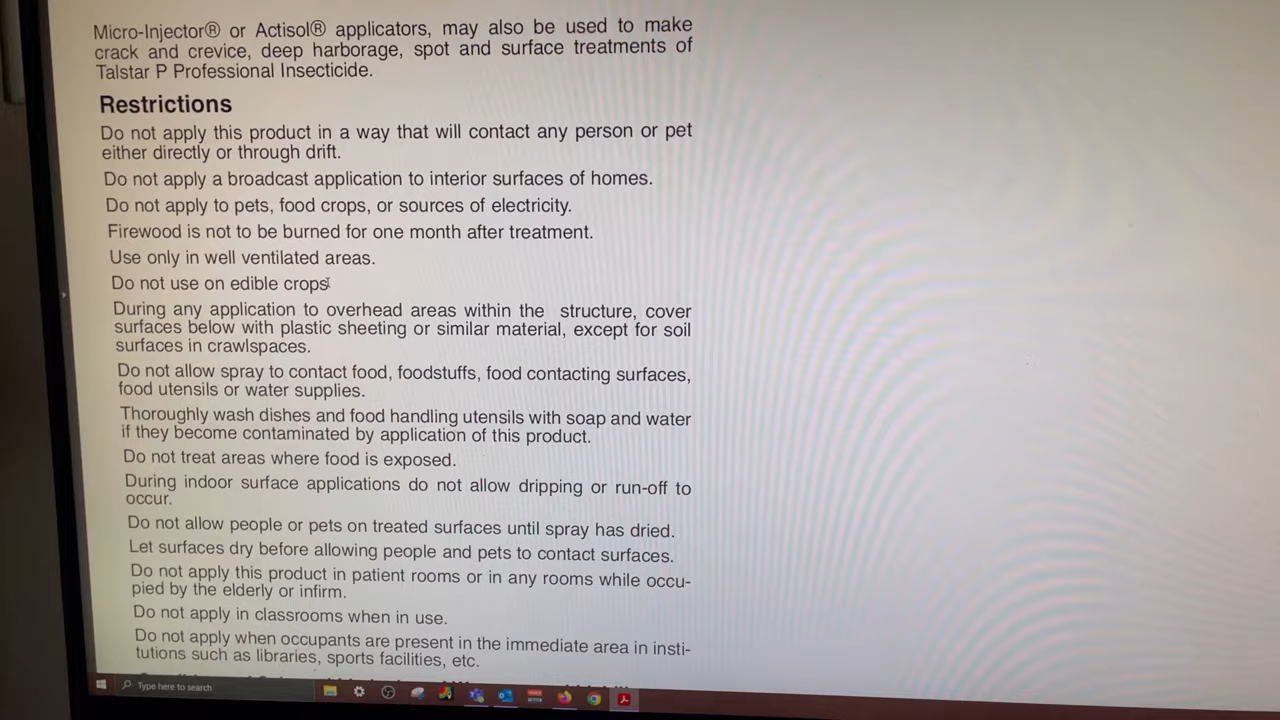 Micro-Injector® or Actisol® applicators, may also be used to make
crack and crevice, deep harborage, spot and surface treatments of
Talstar P Professional Insecticide.
Restrictions
Do not apply this product in a way that will contact any person or pet
either directly or through drift.
Do not apply a broadcast application to interior surfaces of homes.
Do not apply to pets, food crops, or sources of electricity.
Firewood is not to be burned for one month after treatment.
Use only in well ventilated areas.
Do not use on edible crops
During any application to overhead areas within the structure, cover
surfaces below with plastic sheeting or similar material, except for soil
surfaces in crawlspaces.
Do not allow spray to contact food, foodstuffs, food contacting surfaces,
food utensils or water supplies.
Thoroughly wash dishes and food handling utensils with soap and water
if they become contaminated by application of this product.
Do not treat areas where food is exposed.
During indoor surface applications do not allow dripping or run-off to
occur.
Do not allow people or pets on treated surfaces until spray has dried.
Let surfaces dry before allowing people and pets to contact surfaces.
Do not apply this product in patient rooms or in any rooms while occu-
pied by the elderly or infirm.
Do not apply in classrooms when in use.
Do not apply when occupants are present in the immediate area in insti-
tutions such as libraries, sports facilities, etc.
Type here to search